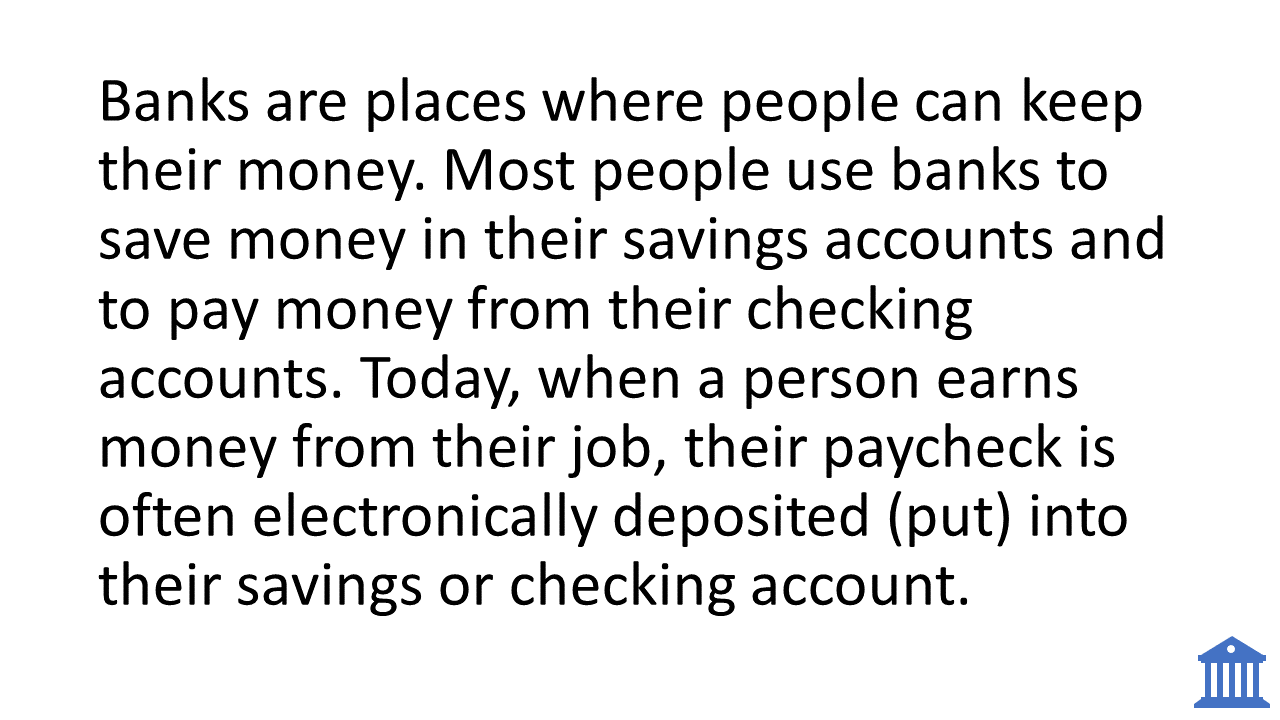 Banks are places where people can keep
their money. Most people use banks to
save money in their savings accounts and
to pay money from their checking
accounts. Today, when a person earns
money from their job, their paycheck is
often electronically deposited (put) into
their savings or checking account.